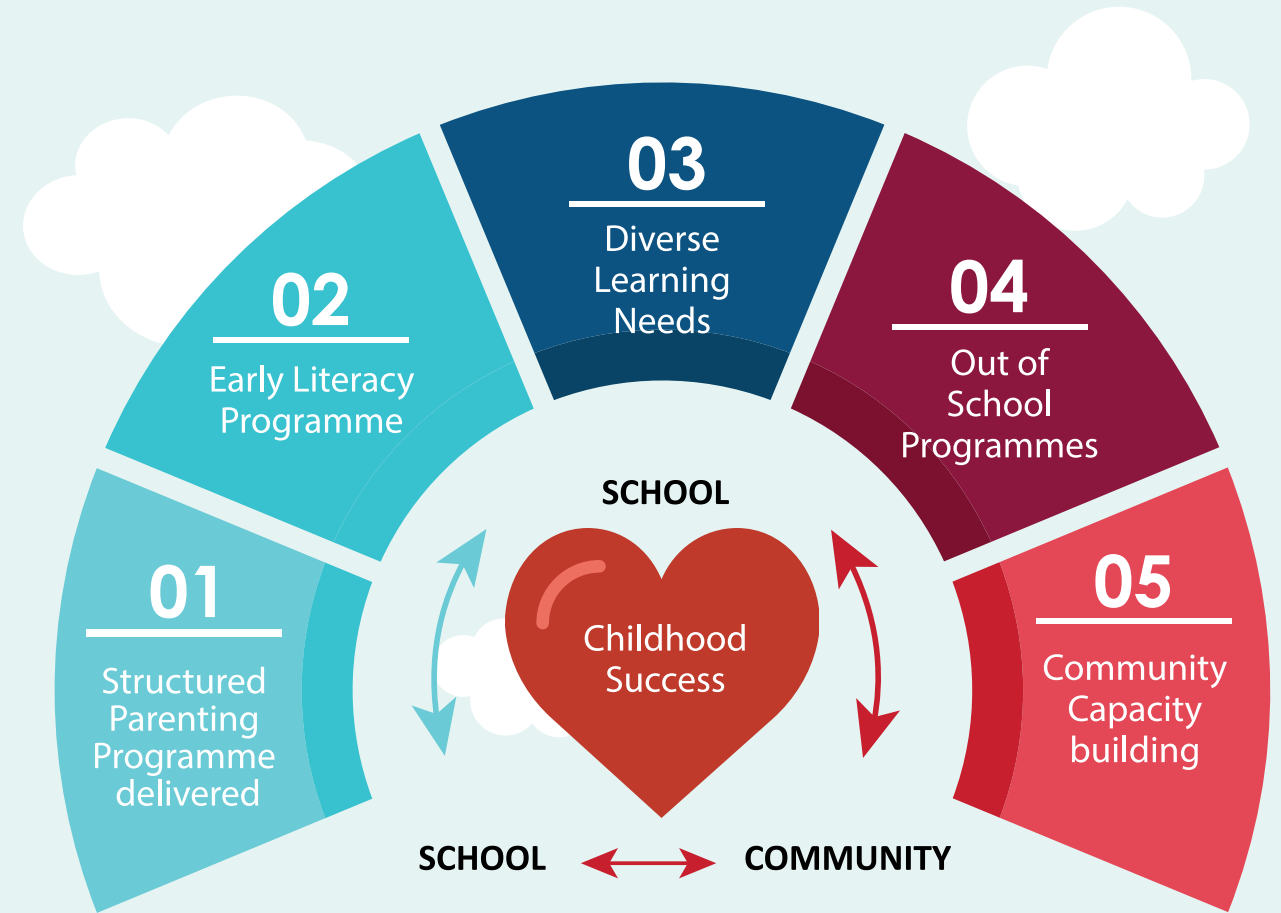 01
Structured
Parenting
Programme
delivered
02
Early Literacy
Programme
03
Diverse
Learning
Needs
04
Out of
School
Programmes
05
Community
Capacity
building
SCHOOL
Childhood
Success
SCHOOL
COMMUNITY